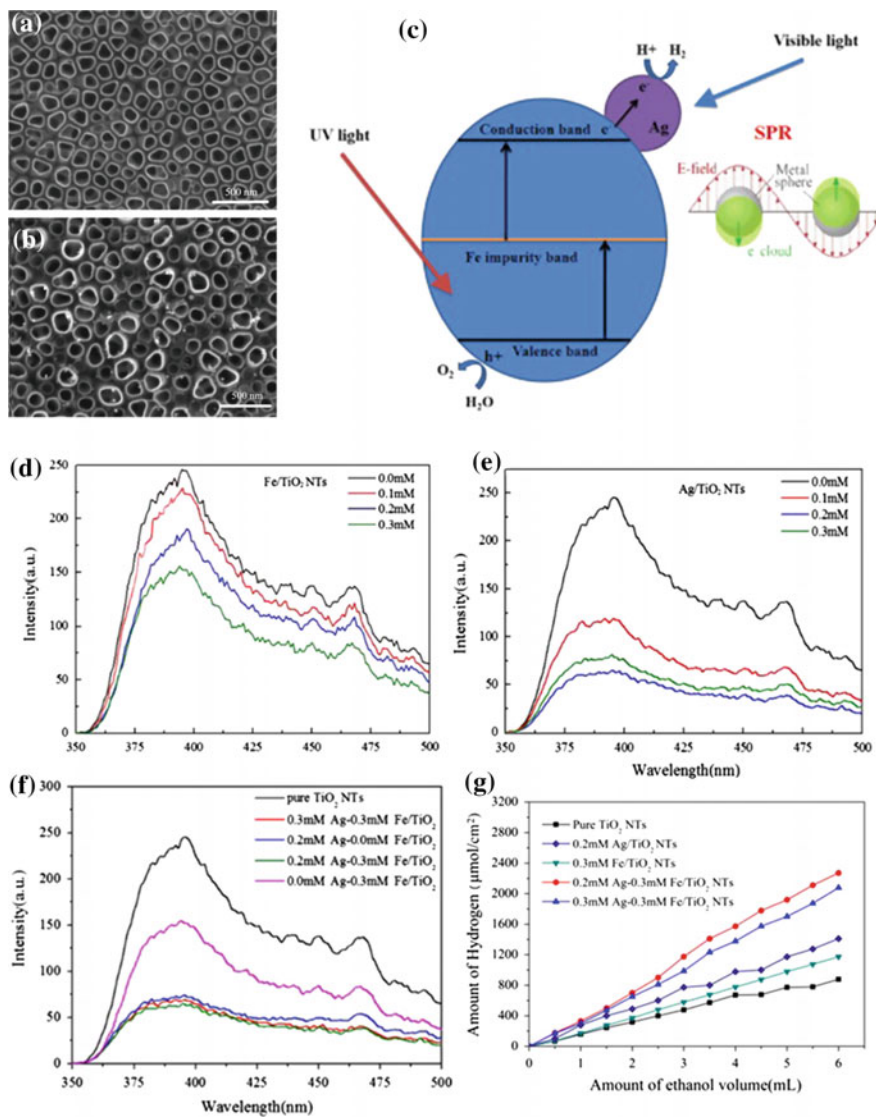 (a)
500 nm
(b)
500 nm
(c)
H+ H₂
Visible light
e⁻
Ag
UV light
Conduction band
e⁻
SPR
E-field
Metal
sphere
Fe impurity band
e⁻ cloud
Valence band
h+
O₂
H₂O
(d)
Fe/TiO₂ NTs
0.0mM
0.1mM
0.2mM
0.3mM
Intensity(a.u.)
250
200
150
100
50
0
350 375 400 425 450 475 500
Wavelength(nm)
(e)
Ag/TiO₂ NTs
0.0mM
0.1mM
0.2mM
0.3mM
Intensity(a.u.)
250
200
150
100
50
0
350 375 400 425 450 475 500
Wavelength(nm)
(f)
pure TiO₂ NTs
0.3mM Ag-0.3mM Fe/TiO₂
0.2mM Ag-0.0mM Fe/TiO₂
0.2mM Ag-0.3mM Fe/TiO₂
0.0mM Ag-0.3mM Fe/TiO₂
Intensity(a.u.)
300
250
200
150
100
50
0
350 375 400 425 450 475 500
Wavelength(nm)
(g)
Pure TiO₂ NTs
0.2mM Ag/TiO₂ NTs
0.3mM Fe/TiO₂ NTs
0.2mM Ag-0.3mM Fe/TiO₂ NTs
0.3mM Ag-0.3mM Fe/TiO₂ NTs
Amount of Hydrogen (μmol/cm²)
3200
2800
2400
2000
1600
1200
800
400
0
0 1 2 3 4 5 6
Amount of ethanol volume(mL)